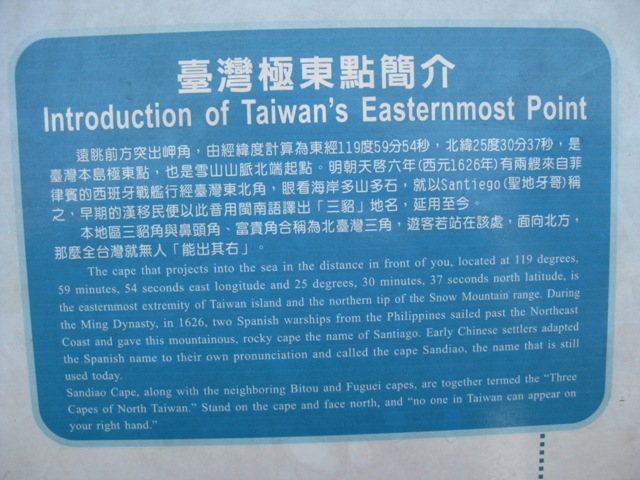 臺灣極東點簡介
Introduction of Taiwan's Easternmost Point
遠眺前方突出岬角，由經緯度計算為東經119度59分54秒，北緯25度30分37秒，是
臺灣本島極東點，也是雪山山脈北端起點。明朝天啓六年(西元1626年)有兩艘來自菲
律賓的西班牙戰艦行經臺灣東北角，眼看海岸多山多石，就以Santiego(聖地牙哥)稱
之，早期的漢移民便以此音用閩南語譯出「三貂」地名，延用至今。
本地區三貂角與鼻頭角、富貴角合稱為北臺灣三角，遊客若站在該處，面向北方，
那麼全台灣就無人「能出其右」。
The cape that projects into the sea in the distance in front of you, located at 119 degrees,
59 minutes, 54 seconds east longitude and 25 degrees, 30 minutes, 37 seconds north latitude, is
the easternmost extremity of Taiwan island and the northern tip of the Snow Mountain range. During
the Ming Dynasty, in 1626, two Spanish warships from the Philippines sailed past the Northeast
Coast and gave this mountainous, rocky cape the name of Santiago. Early Chinese settlers adapted
the Spanish name to their own pronunciation and called the cape Sandiao, the name that is still
used today.
Sandiao Cape, along with the neighboring Bitou and Fuguei capes, are together termed the "Three
Capes of North Taiwan." Stand on the cape and face north, and "no one in Taiwan can appear on
your right hand."